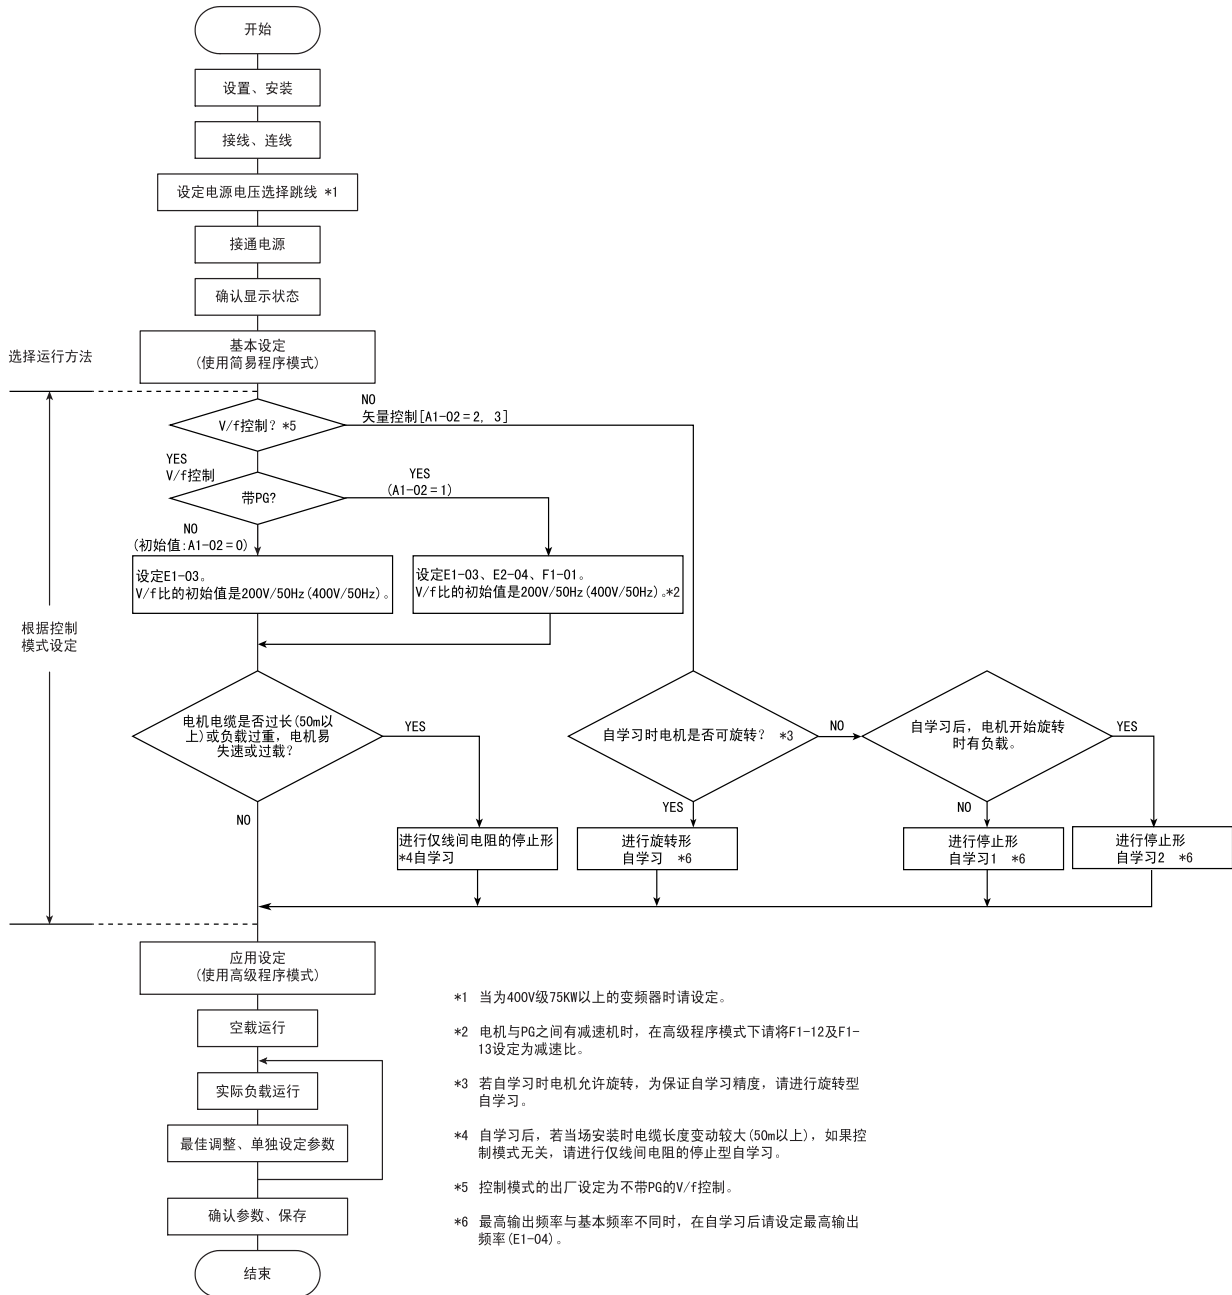 开始
设置、安装
接线、连线
设定电源电压选择跳线 *1
接通电源
确认显示状态
基本设定
(使用简易程序模式)
选择运行方法
V/f控制？*5
NO
矢量控制[A1-02=2, 3]
YES
V/f控制
带PG?
YES
(A1-02=1)
NO
(初始值:A1-02=0)
设定E1-03。
V/f比的初始值是200V/50Hz(400V/50Hz)。
设定E1-03、E2-04、F1-01。
V/f比的初始值是200V/50Hz(400V/50Hz)。*2
根据控制
模式设定
电机电缆是否过长(50m以
上)或负载过重，电机易
失速或过载？
YES
NO
自学习时电机是否可旋转？ *3
NO
YES
自学习后，电机开始旋转
时有负载。
YES
NO
进行仅线间电阻的停止形
*4自学习
进行旋转形
自学习 *6
进行停止形
自学习1 *6
进行停止形
自学习2 *6
应用设定
(使用高级程序模式)
空载运行
实际负载运行
最佳调整、单独设定参数
确认参数、保存
结束
*1 当为400V级75KW以上的变频器时请设定。
*2 电机与PG之间有减速机时，在高级程序模式下请将F1-12及F1-
13设定为减速比。
*3 若自学习时电机允许旋转，为保证自学习精度，请进行旋转型
自学习。
*4 自学习后，若当场安装时电缆长度变动较大(50m以上)，如果控
制模式无关，请进行仅线间电阻的停止型自学习。
*5 控制模式的出厂设定为不带PG的V/f控制。
*6 最高输出频率与基本频率不同时，在自学习后请设定最高输出
频率(E1-04)。